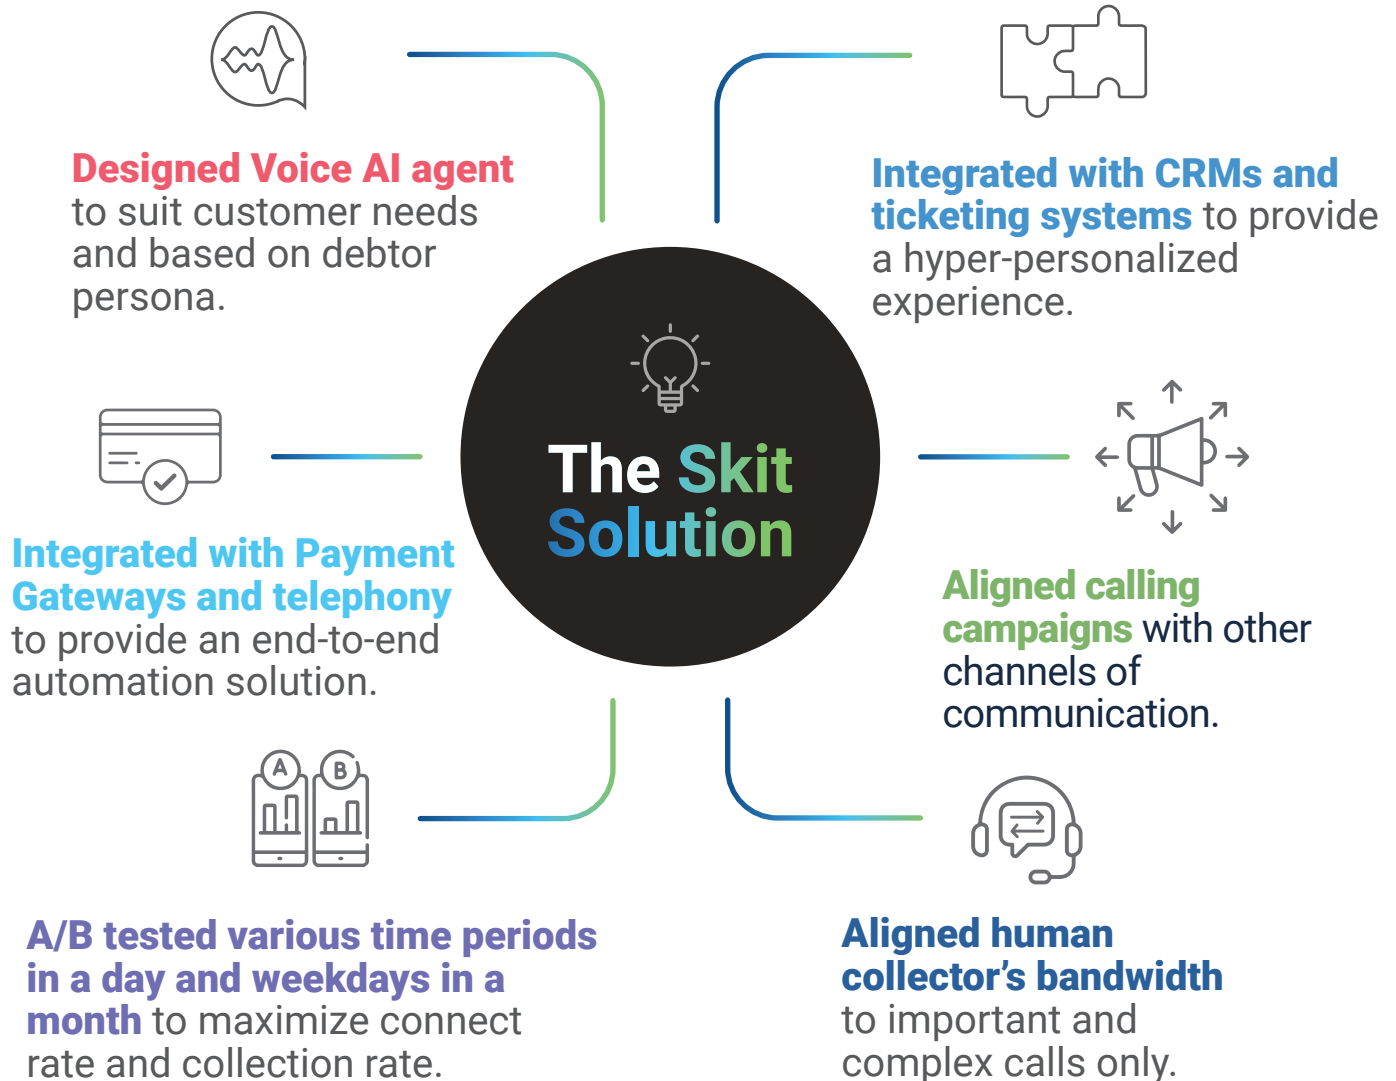 Designed Voice AI agent
to suit customer needs
and based on debtor
persona.
Integrated with CRMs and
ticketing systems to provide
a hyper-personalized
experience.
The Skit
Solution
Integrated with Payment
Gateways and telephony
to provide an end-to-end
automation solution.
Aligned calling
campaigns with other
channels of
communication.
A B
A/B tested various time periods
in a day and weekdays in a
month to maximize connect
rate and collection rate.
Aligned human
collector’s bandwidth
to important and
complex calls only.